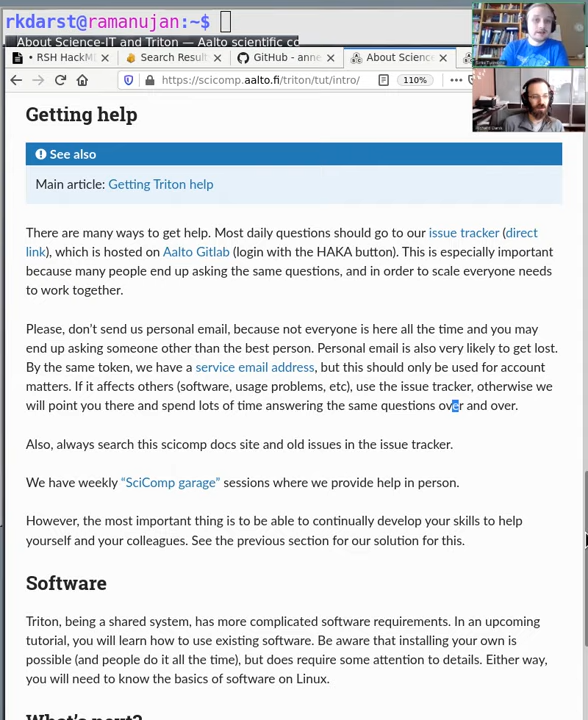 rkdarst@ramanujan:~$
About Science-IT and Triton — Aalto scientific co
• RSH HackM
Search Result
GitHub - anne
About Scienc
https://scicomp.aalto.fi/triton/tut/intro/
110%
Getting help
See also
Main article: Getting Triton help
There are many ways to get help. Most daily questions should go to our issue tracker (direct
link), which is hosted on Aalto Gitlab (login with the HAKA button). This is especially important
because many people end up asking the same questions, and in order to scale everyone needs
to work together.
Please, don’t send us personal email, because not everyone is here all the time and you may
end up asking someone other than the best person. Personal email is also very likely to get lost.
By the same token, we have a service email address, but this should only be used for account
matters. If it affects others (software, usage problems, etc), use the issue tracker, otherwise we
will point you there and spend lots of time answering the same questions over and over.
Also, always search this scicomp docs site and old issues in the issue tracker.
We have weekly “SciComp garage” sessions where we provide help in person.
However, the most important thing is to be able to continually develop your skills to help
yourself and your colleagues. See the previous section for our solution for this.
Software
Triton, being a shared system, has more complicated software requirements. In an upcoming
tutorial, you will learn how to use existing software. Be aware that installing your own is
possible (and people do it all the time), but does require some attention to details. Either way,
you will need to know the basics of software on Linux.
What’s next?